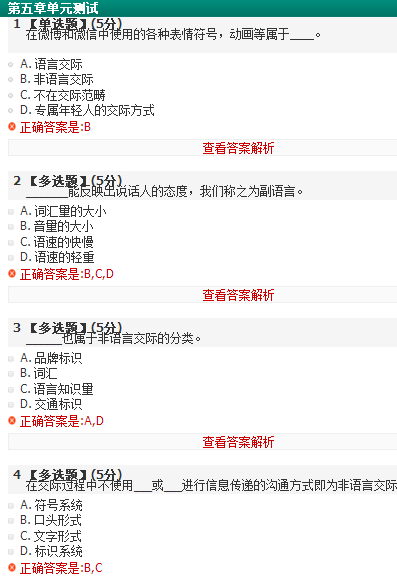 第五章单元测试
1 【单选题】(5分)
在微博和微信中使用的各种表情符号，动画等属于____。
A. 语言交际
B. 非语言交际
C. 不在交际范畴
D. 专属年轻人的交际方式
正确答案是:B
查看答案解析
2 【多选题】(5分)
_______能反映出说话人的态度，我们称之为副语言。
A. 词汇量的大小
B. 音量的大小
C. 语速的快慢
D. 语速的轻重
正确答案是:B,C,D
查看答案解析
3 【多选题】(5分)
______也属于非语言交际的分类。
A. 品牌标识
B. 词汇
C. 语言知识量
D. 交通标识
正确答案是:A,D
查看答案解析
4 【多选题】(5分)
在交际过程中不使用___或___进行信息传递的沟通方式即为非语言交际
A. 符号系统
B. 口头形式
C. 文字形式
D. 标识系统
正确答案是:B,C